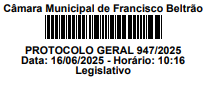 Câmara Municipal de Francisco Beltrão
PROTOCOLO GERAL 947/2025
Data: 16/06/2025 - Horário: 10:16
Legislativo